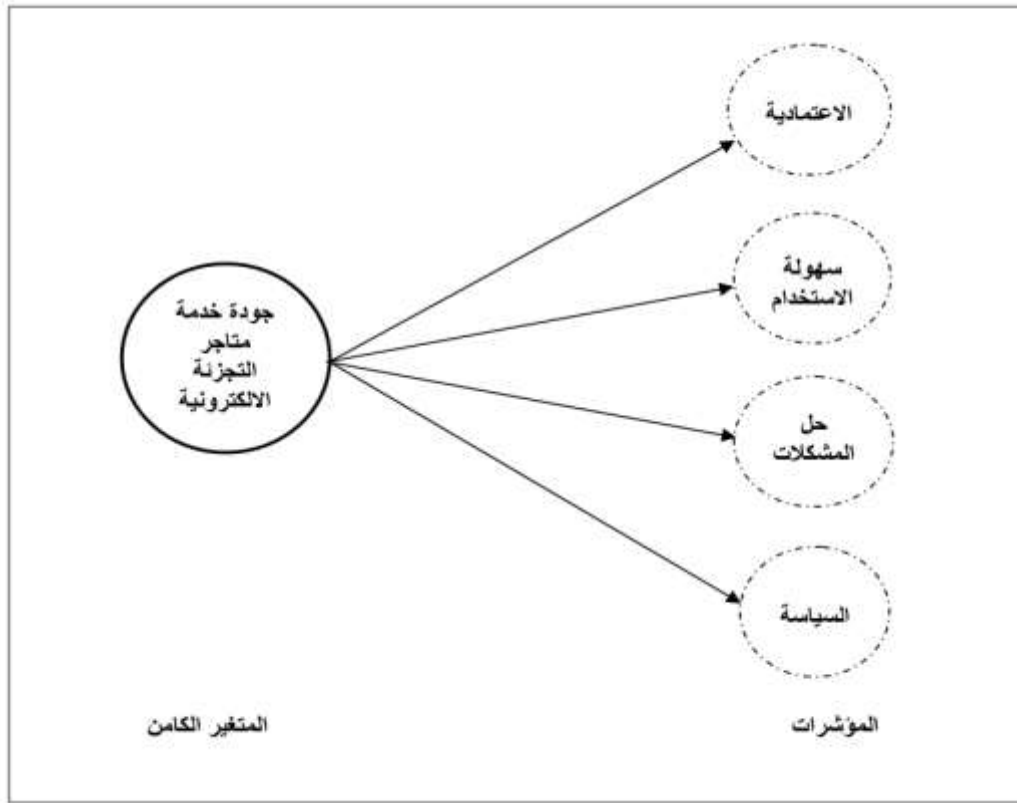 الاعتمادية
سهولة
الاستخدام
جودة خدمة
متاجر
التجزئة
الالكترونية
حل
المشكلات
السياسة
المؤشرات
المتغير الكامن